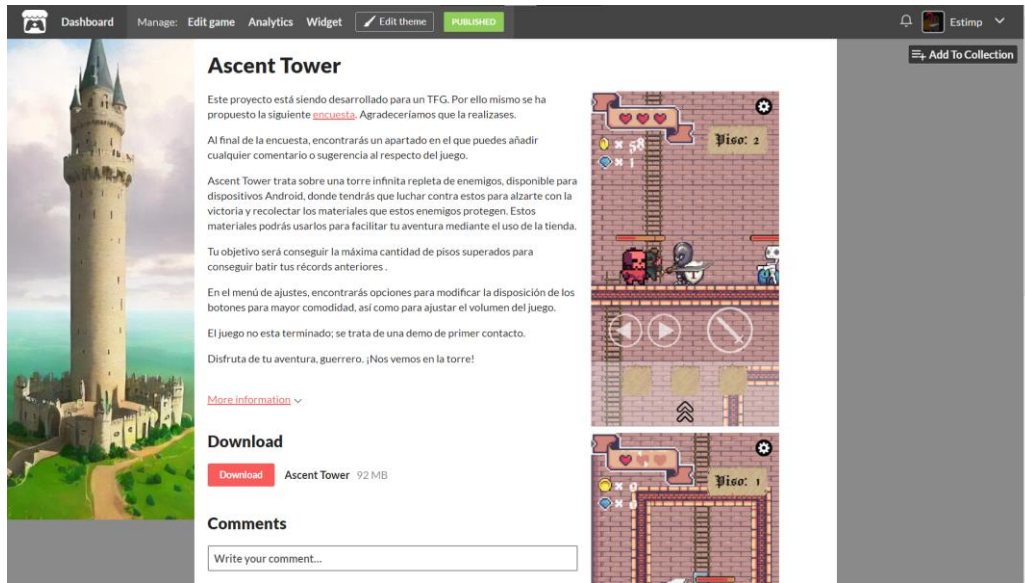 Dashboard Manage: Edit game Analytics Widget Edit theme PUBLISHED Estimp
Add To Collection
Ascent Tower
Este proyecto está siendo desarrollado para un TFG. Por ello mismo se ha
propuesto la siguiente encuesta. Agradeceríamos que la realizases.
Al final de la encuesta, encontrarás un apartado en el que puedes añadir
cualquier comentario o sugerencia al respecto del juego.
Ascent Tower trata sobre una torre infinita repleta de enemigos, disponible para
dispositivos Android, donde tendrás que luchar contra estos para alzarte con la
victoria y recolectar los materiales que estos enemigos protegen. Estos
materiales podrás usarlos para facilitar tu aventura mediante el uso de la tienda.
Tu objetivo será conseguir la máxima cantidad de pisos superados para
conseguir batir tus récords anteriores .
En el menú de ajustes, encontrarás opciones para modificar la disposición de los
botones para mayor comodidad, así como para ajustar el volumen del juego.
El juego no esta terminado; se trata de una demo de primer contacto.
Disfruta de tu aventura, guerrero. ¡Nos vemos en la torre!
More information
Download
Download Ascent Tower 92 MB
Comments
Write your comment...
Piso: 2
x 58
x 1
Piso: 1
x 0
x 0